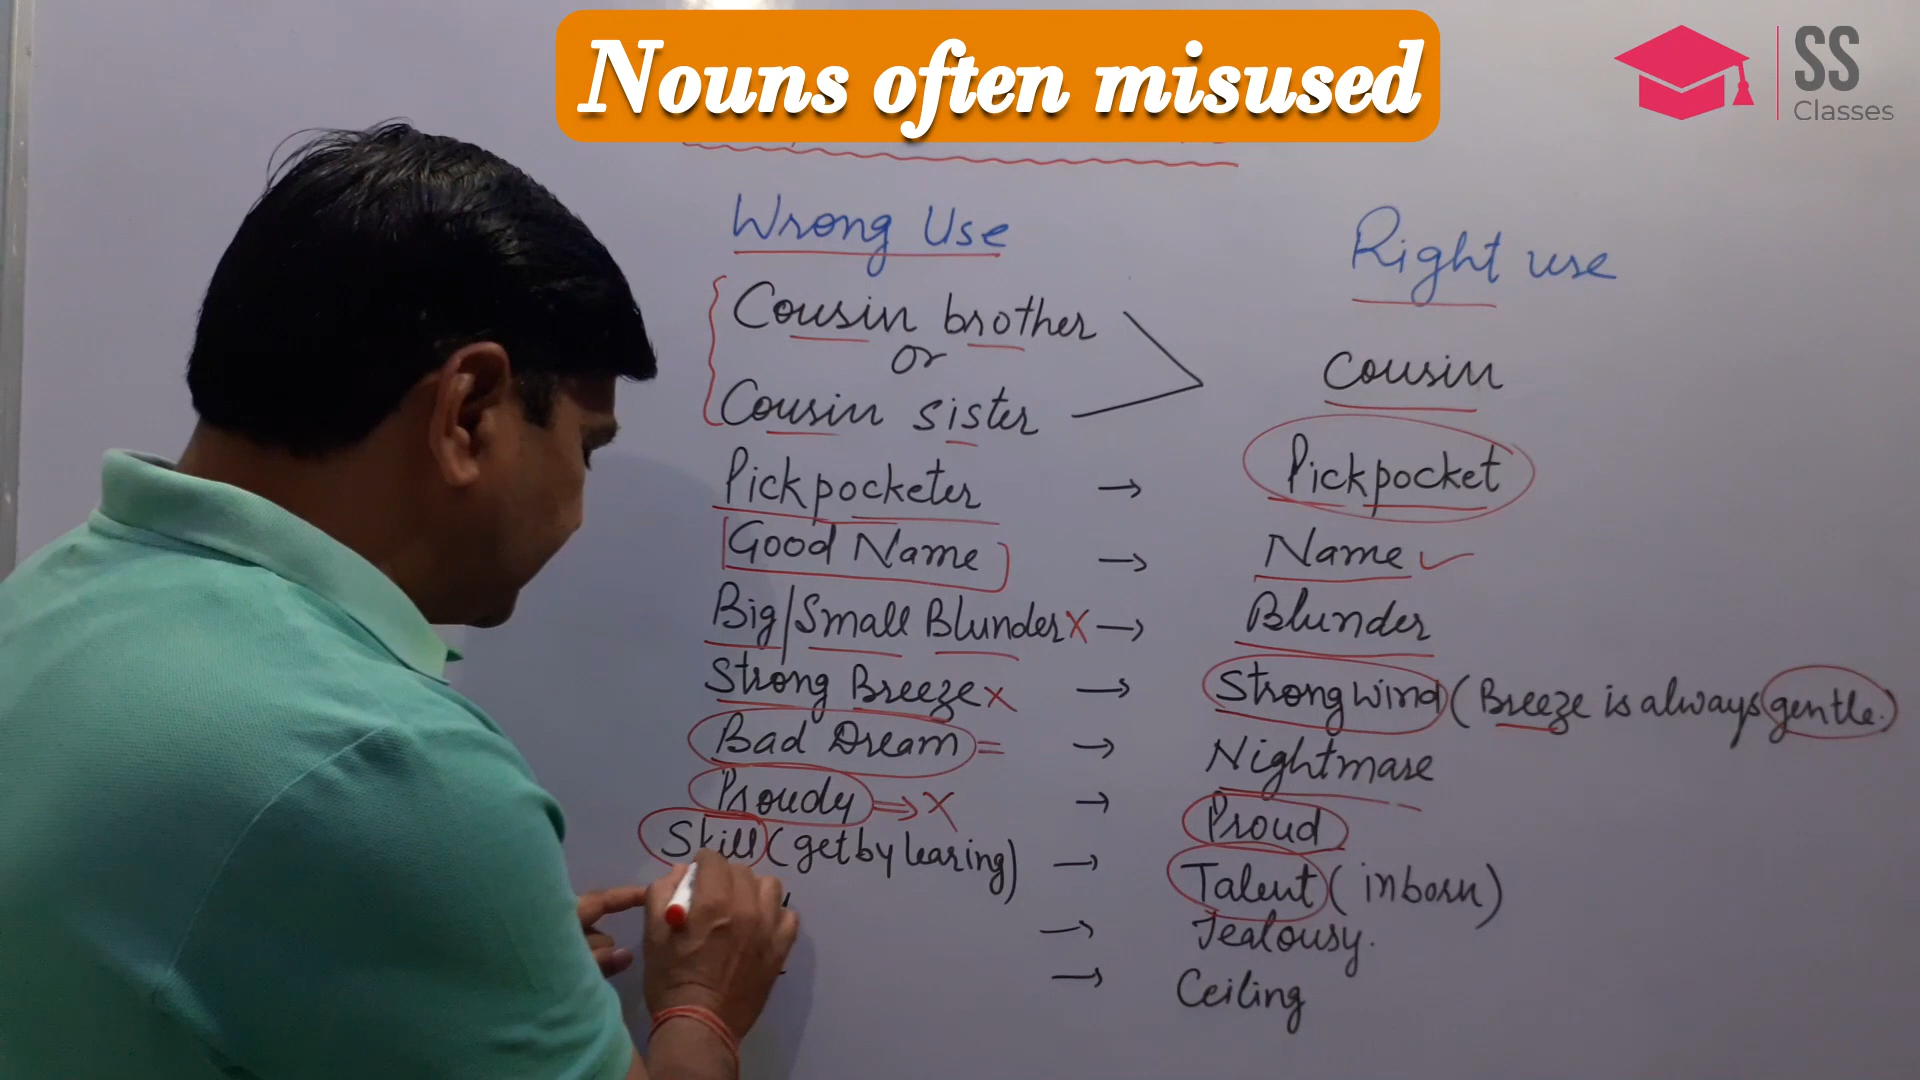 Nouns often misused
SS
Classes
Wrong Use
Right use
Cousin brother
or
Cousin sister
Cousin
Pickpocketer → Pickpocket
Good Name → Name ✓
Big/Small Blunder X → Blunder
Strong Breeze X → Strong Wind (Breeze is always gentle.)
Bad Dream = → Nightmare
Proudy ⇒ X → Proud
Skill (get by learing) → Talent (inborn)
→ Jealousy.
→ Ceiling